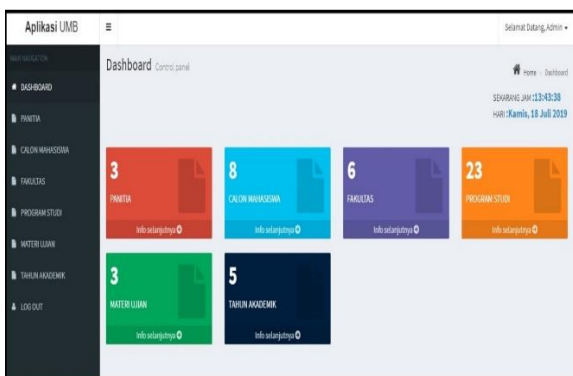 Aplikasi UMB
Selamat Datang, Admin
MAIN NAVIGATION
DASHBOARD
PANITIA
CALON MAHASISWA
FAKULTAS
PROGRAM STUDI
MATERI UJIAN
TAHUN AKADEMIK
LOG OUT
Dashboard Control panel
Home > Dashboard
SEKARANG JAM :13:43:38
HARI :Kamis, 18 Juli 2019
3
PANITIA
Info selanjutnya
8
CALON MAHASISWA
Info selanjutnya
6
FAKULTAS
Info selanjutnya
23
PROGRAM STUDI
Info selanjutnya
3
MATERI UJIAN
Info selanjutnya
5
TAHUN AKADEMIK
Info selanjutnya